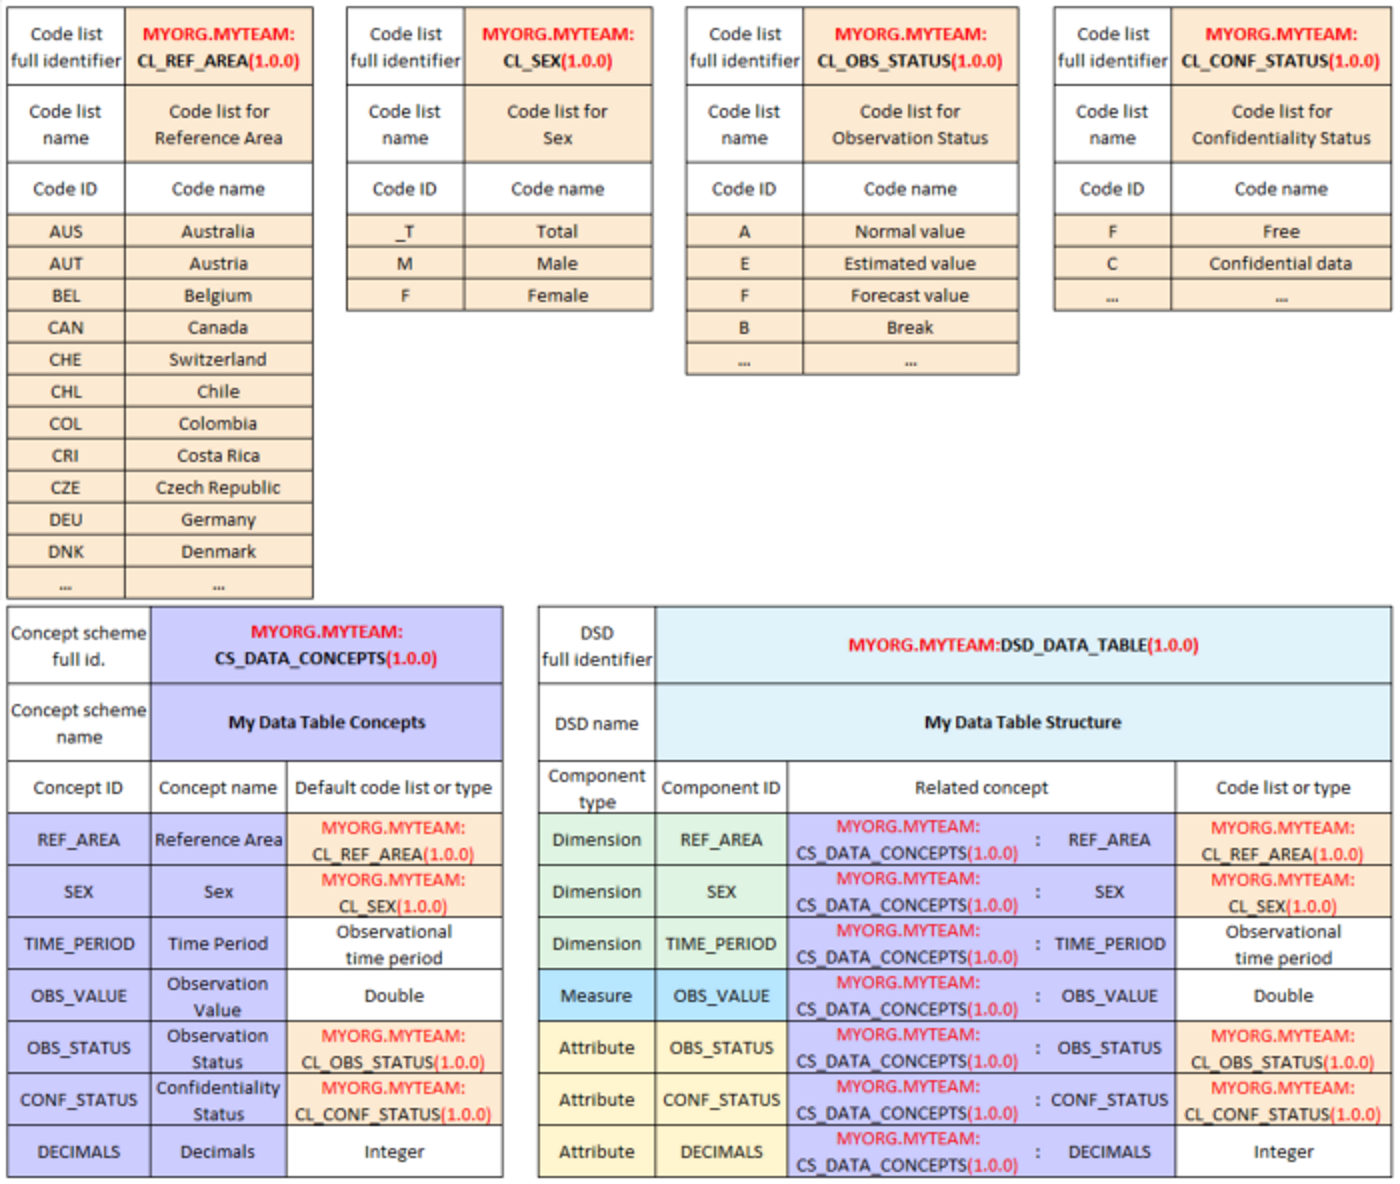 Code list
full identifier
MYORG.MYTEAM:
CL_REF_AREA(1.0.0)
Code list
name
Code list for
Reference Area
Code ID Code name
AUS Australia
AUT Austria
BEL Belgium
CAN Canada
CHE Switzerland
CHL Chile
COL Colombia
CRI Costa Rica
CZE Czech Republic
DEU Germany
DNK Denmark
... ...
Code list
full identifier
MYORG.MYTEAM:
CL_SEX(1.0.0)
Code list
name
Code list for
Sex
Code ID Code name
_T Total
M Male
F Female
Code list
full identifier
MYORG.MYTEAM:
CL_OBS_STATUS(1.0.0)
Code list
name
Code list for
Observation Status
Code ID Code name
A Normal value
E Estimated value
F Forecast value
B Break
... ...
Code list
full identifier
MYORG.MYTEAM:
CL_CONF_STATUS(1.0.0)
Code list
name
Code list for
Confidentiality Status
Code ID Code name
F Free
C Confidential data
... ...
Concept scheme
full id.
MYORG.MYTEAM:
CS_DATA_CONCEPTS(1.0.0)
Concept scheme
name
My Data Table Concepts
Concept ID Concept name Default code list or type
REF_AREA Reference Area
MYORG.MYTEAM:
CL_REF_AREA(1.0.0)
SEX Sex
MYORG.MYTEAM:
CL_SEX(1.0.0)
TIME_PERIOD Time Period
Observational
time period
OBS_VALUE
Observation
Value
Double
OBS_STATUS
Observation
Status
MYORG.MYTEAM:
CL_OBS_STATUS(1.0.0)
CONF_STATUS
Confidentiality
Status
MYORG.MYTEAM:
CL_CONF_STATUS(1.0.0)
DECIMALS Decimals Integer
DSD
full identifier
MYORG.MYTEAM:DSD_DATA_TABLE(1.0.0)
DSD name My Data Table Structure
Component
type
Component ID Related concept Code list or type
Dimension REF_AREA
MYORG.MYTEAM:
CS_DATA_CONCEPTS(1.0.0) : REF_AREA
MYORG.MYTEAM:
CL_REF_AREA(1.0.0)
Dimension SEX
MYORG.MYTEAM:
CS_DATA_CONCEPTS(1.0.0) : SEX
MYORG.MYTEAM:
CL_SEX(1.0.0)
Dimension TIME_PERIOD
MYORG.MYTEAM:
CS_DATA_CONCEPTS(1.0.0) : TIME_PERIOD
Observational
time period
Measure OBS_VALUE
MYORG.MYTEAM:
CS_DATA_CONCEPTS(1.0.0) : OBS_VALUE
Double
Attribute OBS_STATUS
MYORG.MYTEAM:
CS_DATA_CONCEPTS(1.0.0) : OBS_STATUS
MYORG.MYTEAM:
CL_OBS_STATUS(1.0.0)
Attribute CONF_STATUS
MYORG.MYTEAM:
CS_DATA_CONCEPTS(1.0.0) : CONF_STATUS
MYORG.MYTEAM:
CL_CONF_STATUS(1.0.0)
Attribute DECIMALS
MYORG.MYTEAM:
CS_DATA_CONCEPTS(1.0.0) : DECIMALS
Integer